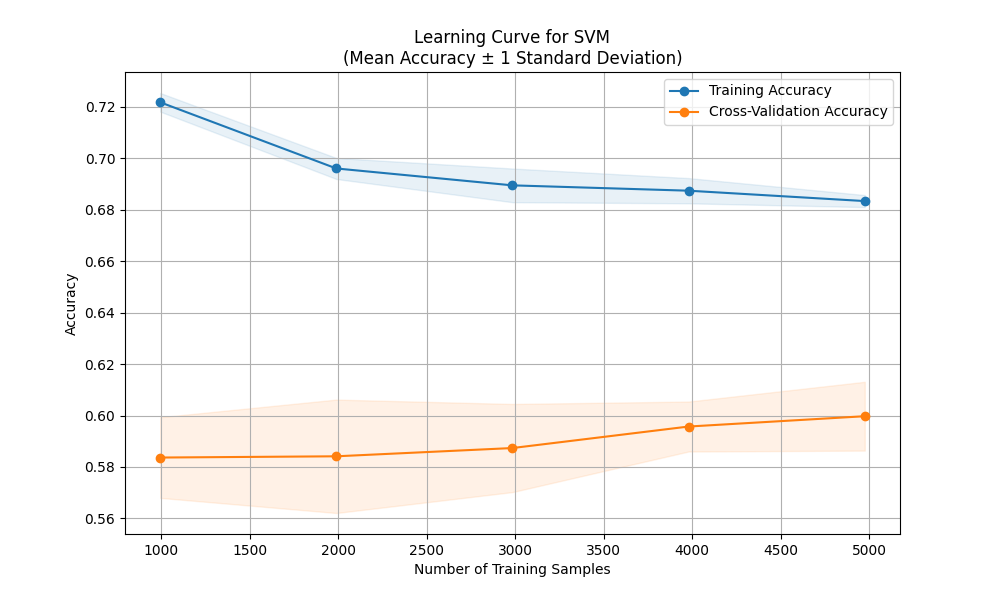 Learning Curve for SVM
(Mean Accuracy ± 1 Standard Deviation)
Training Accuracy
Cross-Validation Accuracy
Accuracy
0.72
0.70
0.68
0.66
0.64
0.62
0.60
0.58
0.56
1000 1500 2000 2500 3000 3500 4000 4500 5000
Number of Training Samples